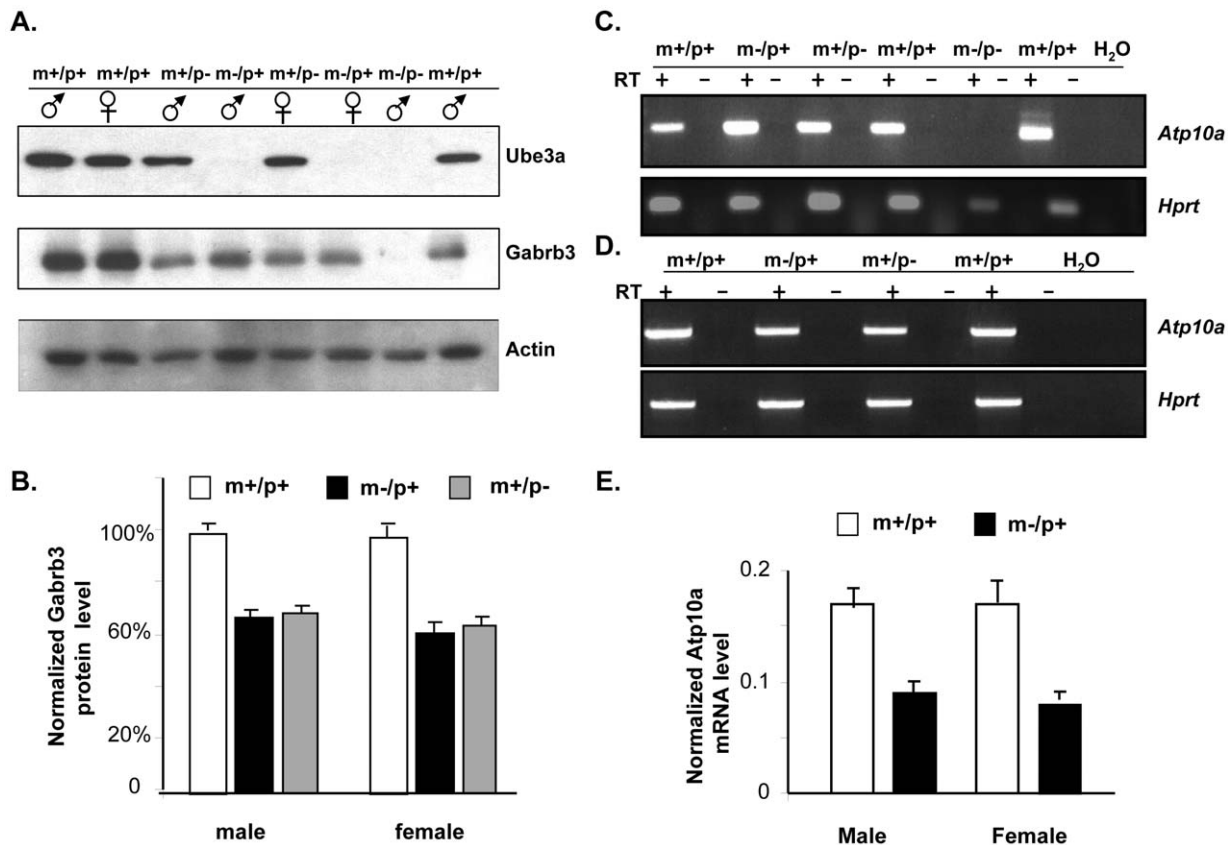 A.
m+/p+ m+/p+ m+/p- m-/p+ m+/p- m-/p+ m-/p- m+/p+
♂ ♀ ♂ ♂ ♀ ♀ ♂ ♂
Ube3a
Gabrb3
Actin
B.
m+/p+ m-/p+ m+/p-
Normalized Gabrb3
protein level
100%
60%
20%
0
male female
C.
m+/p+ m-/p+ m+/p- m+/p+ m-/p- m+/p+ H₂O
RT + − + − + − + − + − + −
Atp10a
Hprt
D.
m+/p+ m-/p+ m+/p- m+/p+ H₂O
RT + − + − + − + −
Atp10a
Hprt
E.
m+/p+ m-/p+
Normalized Atp10a
mRNA level
0.2
0.1
0
Male Female